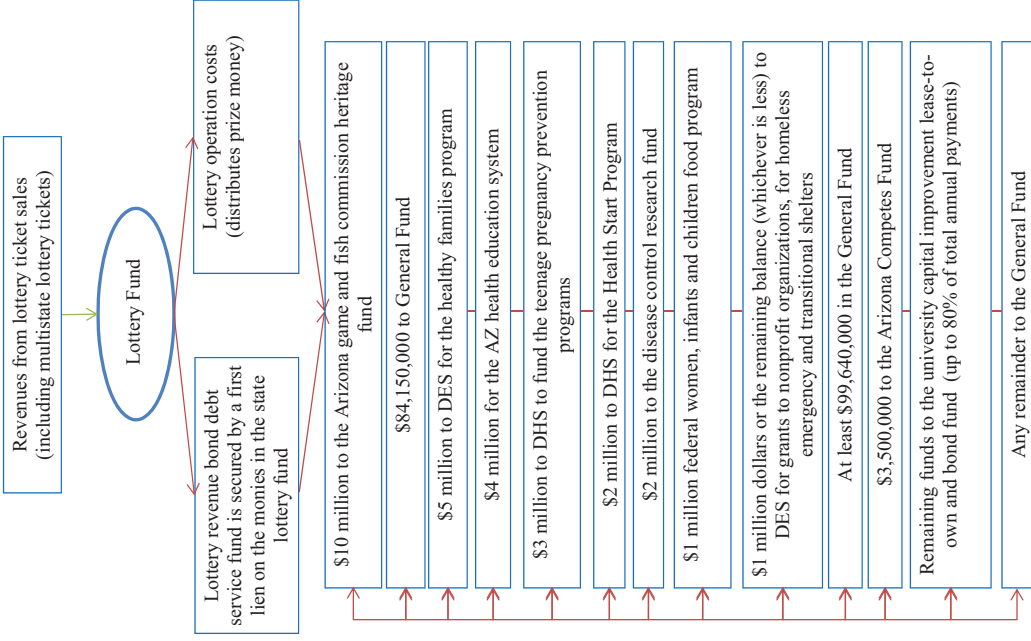 Revenues from lottery ticket sales
(including multistate lottery tickets)
Lottery Fund
Lottery revenue bond debt
service fund is secured by a first
lien on the monies in the state
lottery fund
Lottery operation costs
(distributes prize money)
$10 million to the Arizona game and fish commission heritage
fund
$84,150,000 to General Fund
$5 million to DES for the healthy families program
$4 million for the AZ health education system
$3 million to DHS to fund the teenage pregnancy prevention
programs
$2 million to DHS for the Health Start Program
$2 million to the disease control research fund
$1 million federal women, infants and children food program
$1 million dollars or the remaining balance (whichever is less) to
DES for grants to nonprofit organizations, for homeless
emergency and transitional shelters
At least $99,640,000 in the General Fund
$3,500,000 to the Arizona Competes Fund
Remaining funds to the university capital improvement lease-to-
own and bond fund (up to 80% of total annual payments)
Any remainder to the General Fund